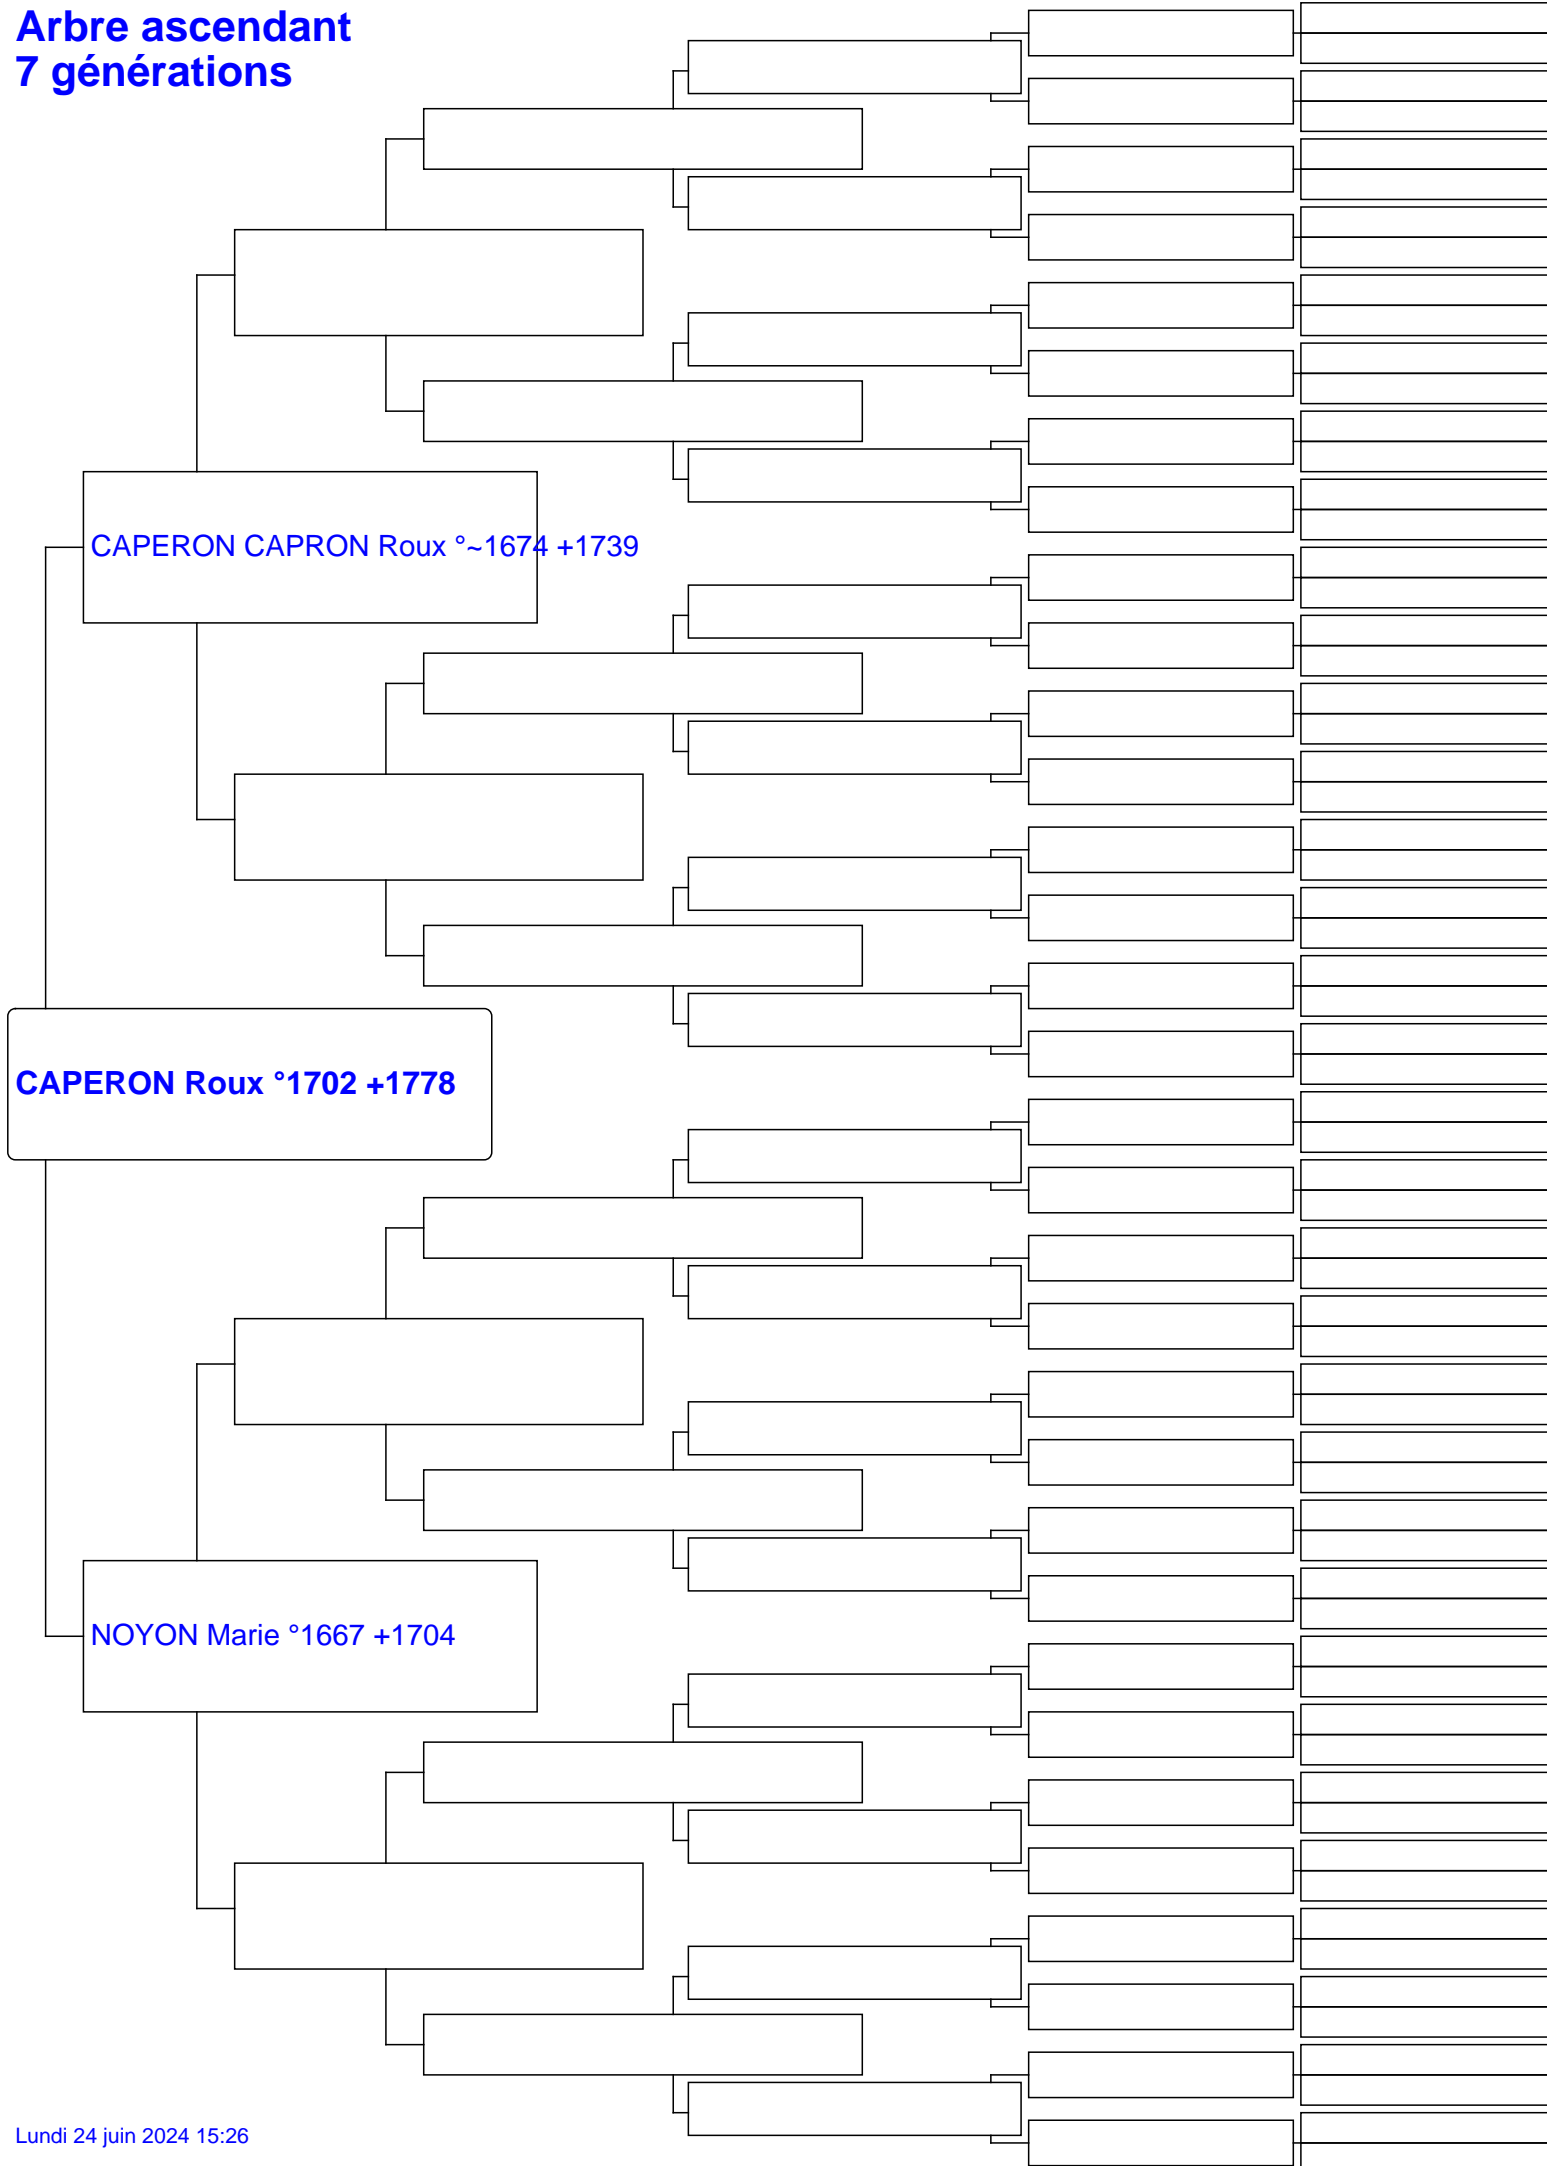 Arbre ascendant
7 générations
CAPERON CAPRON Roux °~1674 +1739
CAPERON Roux °1702 +1778
NOYON Marie °1667 +1704
Lundi 24 juin 2024 15:26